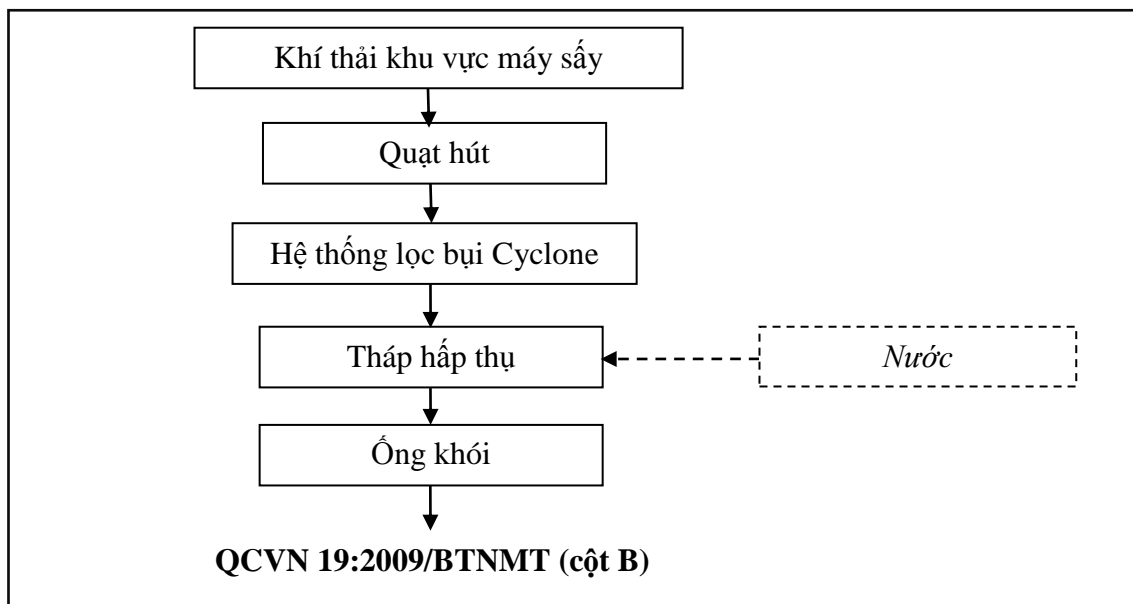 Khí thải khu vực máy sấy
Quạt hút
Hệ thống lọc bụi Cyclone
Tháp hấp thụ
Nước
Ống khói
QCVN 19:2009/BTNMT (cột B)